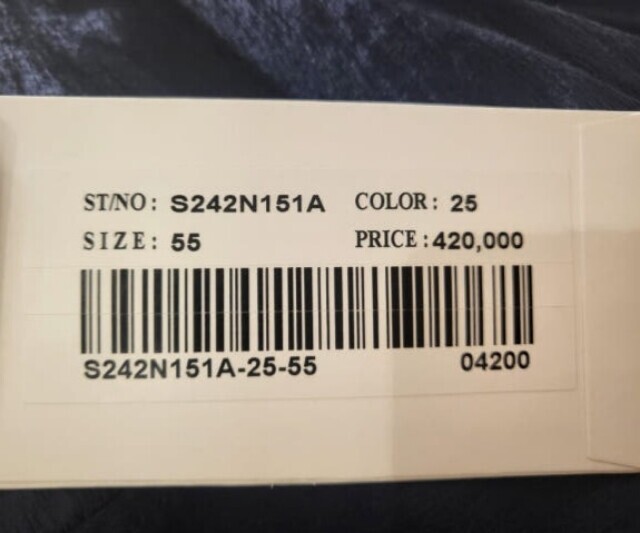 ST/NO: S242N151A COLOR: 25
SIZE: 55 PRICE: 420,000
S242N151A-25-55 04200